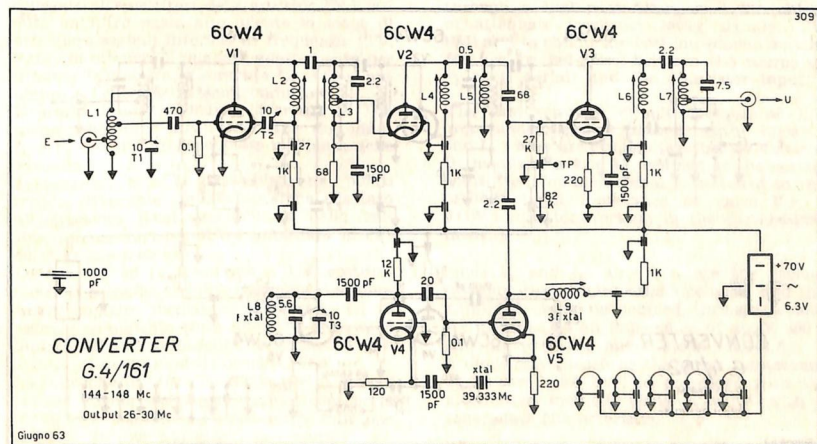 309
6CW4
V1
6CW4
V2
6CW4
V3
1
0.5
2.2
L2
2.2
L3
L4
L5
68
L6
L7
7.5
L1
470
10
T2
E
U
10
T1
0.1
27
1K
68
1500
pF
1K
27
TP
82
K
220
1500 pF
1K
2.2
12
K
1K
+70V
- ~
6.3V
1000
pF
1500 pF
20
L8
f xtal
5.6
10
T3
L9
3f xtal
0.1
6CW4
V4
6CW4
V5
CONVERTER
G.4/161
144-148 Mc
Output 26-30 Mc
120
1500
pF
xtal
39.333 Mc
220
Giugno 63